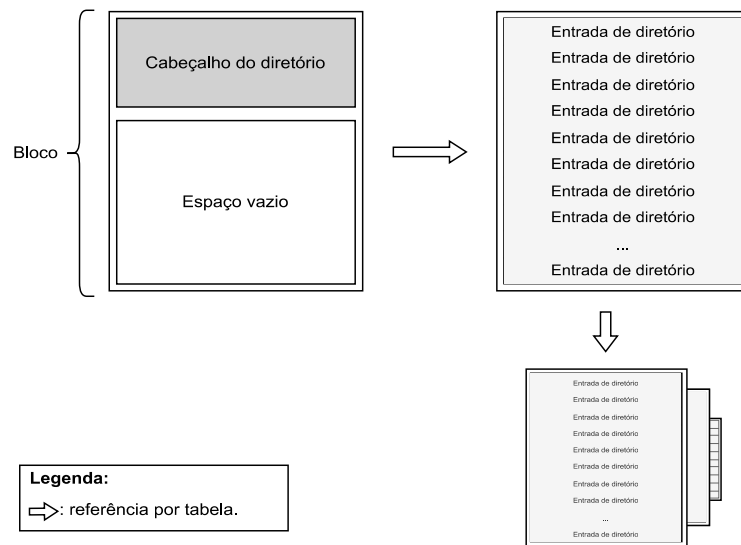 Cabeçalho do diretório
Bloco
Espaço vazio
Entrada de diretório
Entrada de diretório
Entrada de diretório
Entrada de diretório
Entrada de diretório
Entrada de diretório
Entrada de diretório
Entrada de diretório
...
Entrada de diretório
Entrada de diretório
Entrada de diretório
Entrada de diretório
Entrada de diretório
Entrada de diretório
Entrada de diretório
Entrada de diretório
Entrada de diretório
...
Entrada de diretório
Legenda:
: referência por tabela.